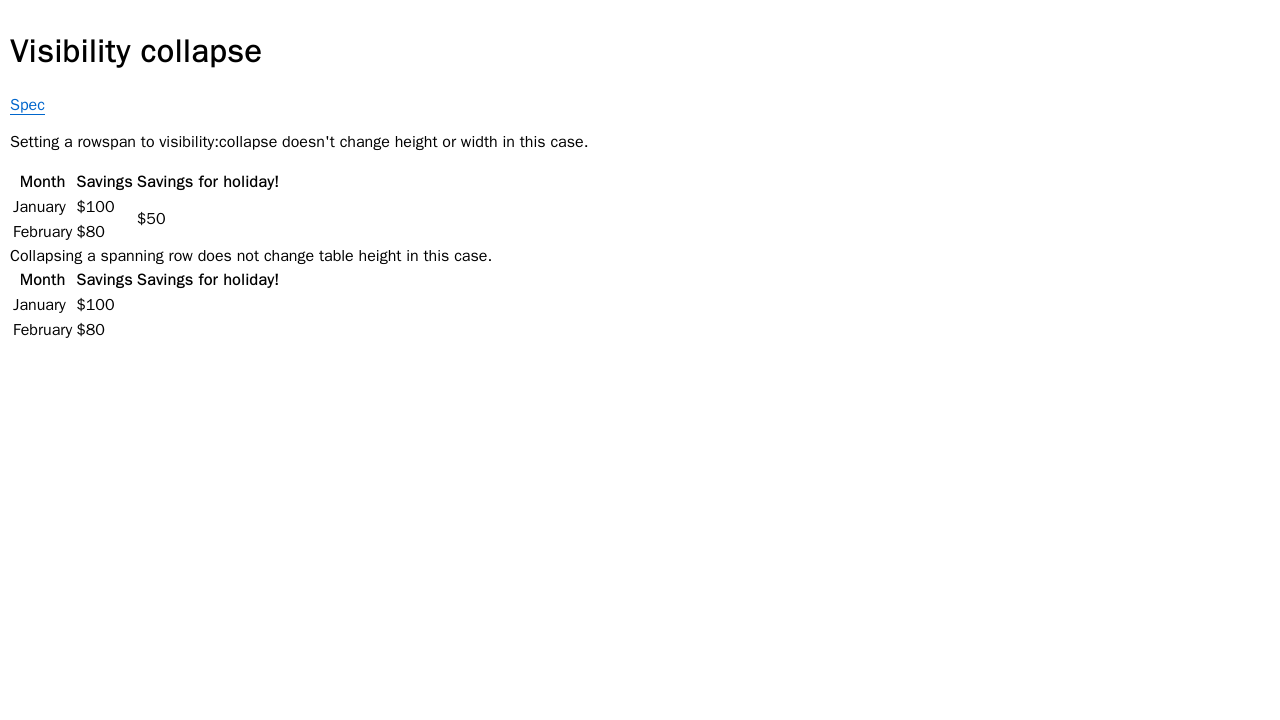 Visibility collapse
Spec
Setting a rowspan to visibility:collapse doesn't change height or width in this case.
Month Savings Savings for holiday!
January $100
$50
February $80
Collapsing a spanning row does not change table height in this case.
Month Savings Savings for holiday!
January $100
February $80